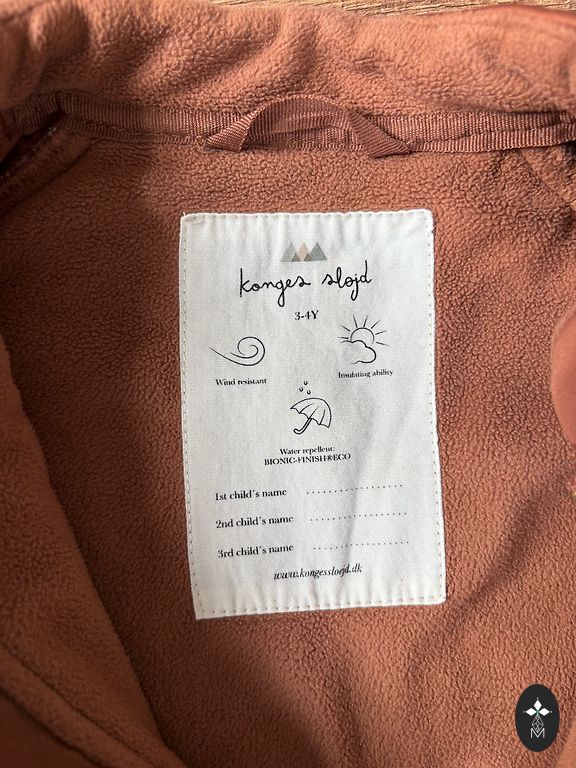 konges sløjd
3-4Y
Wind resistant
Insulating ability
Water repellent:
BIONIC-FINISH®ECO
1st child's name ....................
2nd child's name ....................
3rd child's name ....................
www.kongessloejd.dk
M